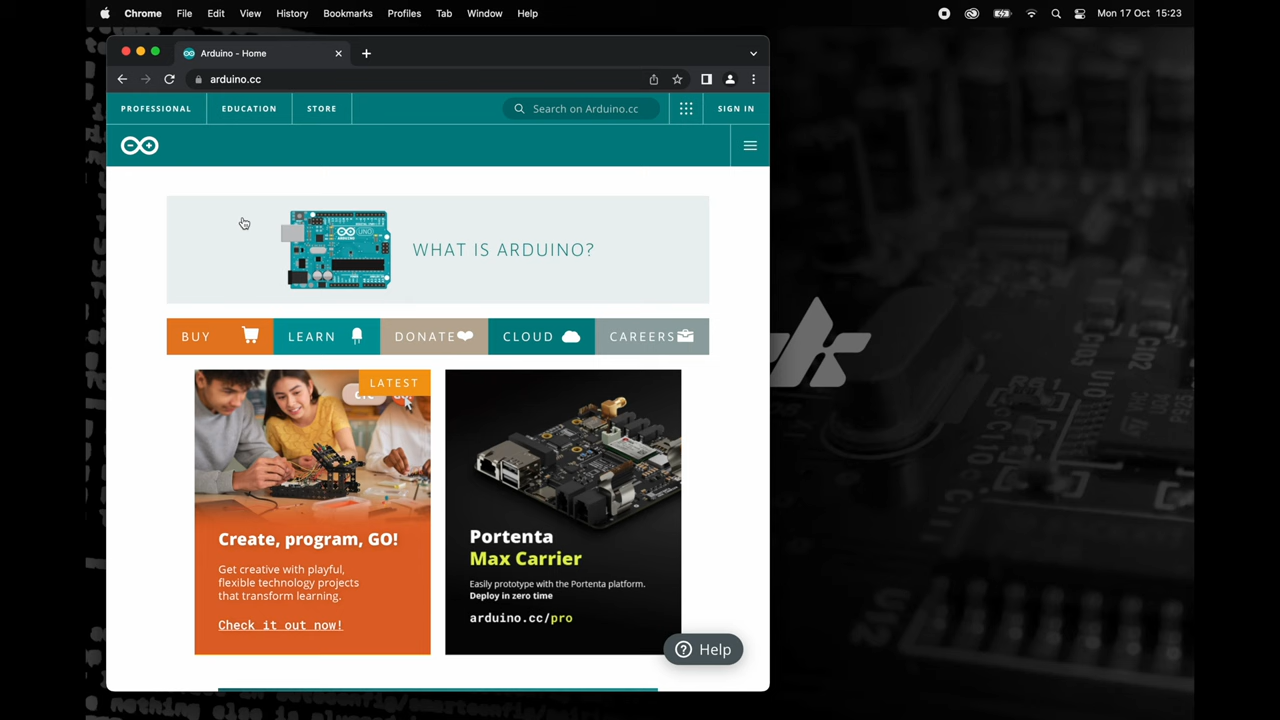 Chrome File Edit View History Bookmarks Profiles Tab Window Help Mon 17 Oct 15:23
Arduino - Home
arduino.cc
PROFESSIONAL EDUCATION STORE Search on Arduino.cc SIGN IN
WHAT IS ARDUINO?
BUY LEARN DONATE CLOUD CAREERS
LATEST
Create, program, GO!
Get creative with playful,
flexible technology projects
that transform learning.
Check it out now!
Portenta
Max Carrier
Easily prototype with the Portenta platform.
Deploy in zero time
arduino.cc/pro
Help